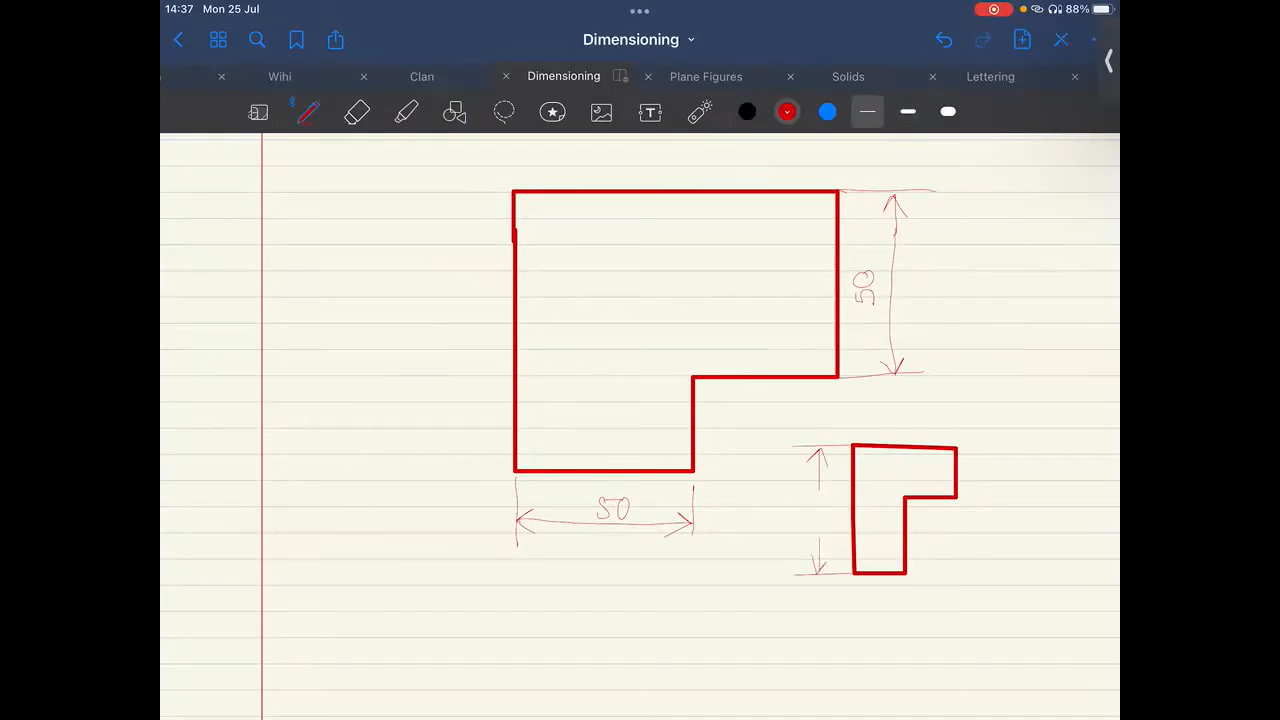 14:37 Mon 25 Jul
88%
Dimensioning
Wihi
Clan
Dimensioning
Plane Figures
Solids
Lettering
50
50